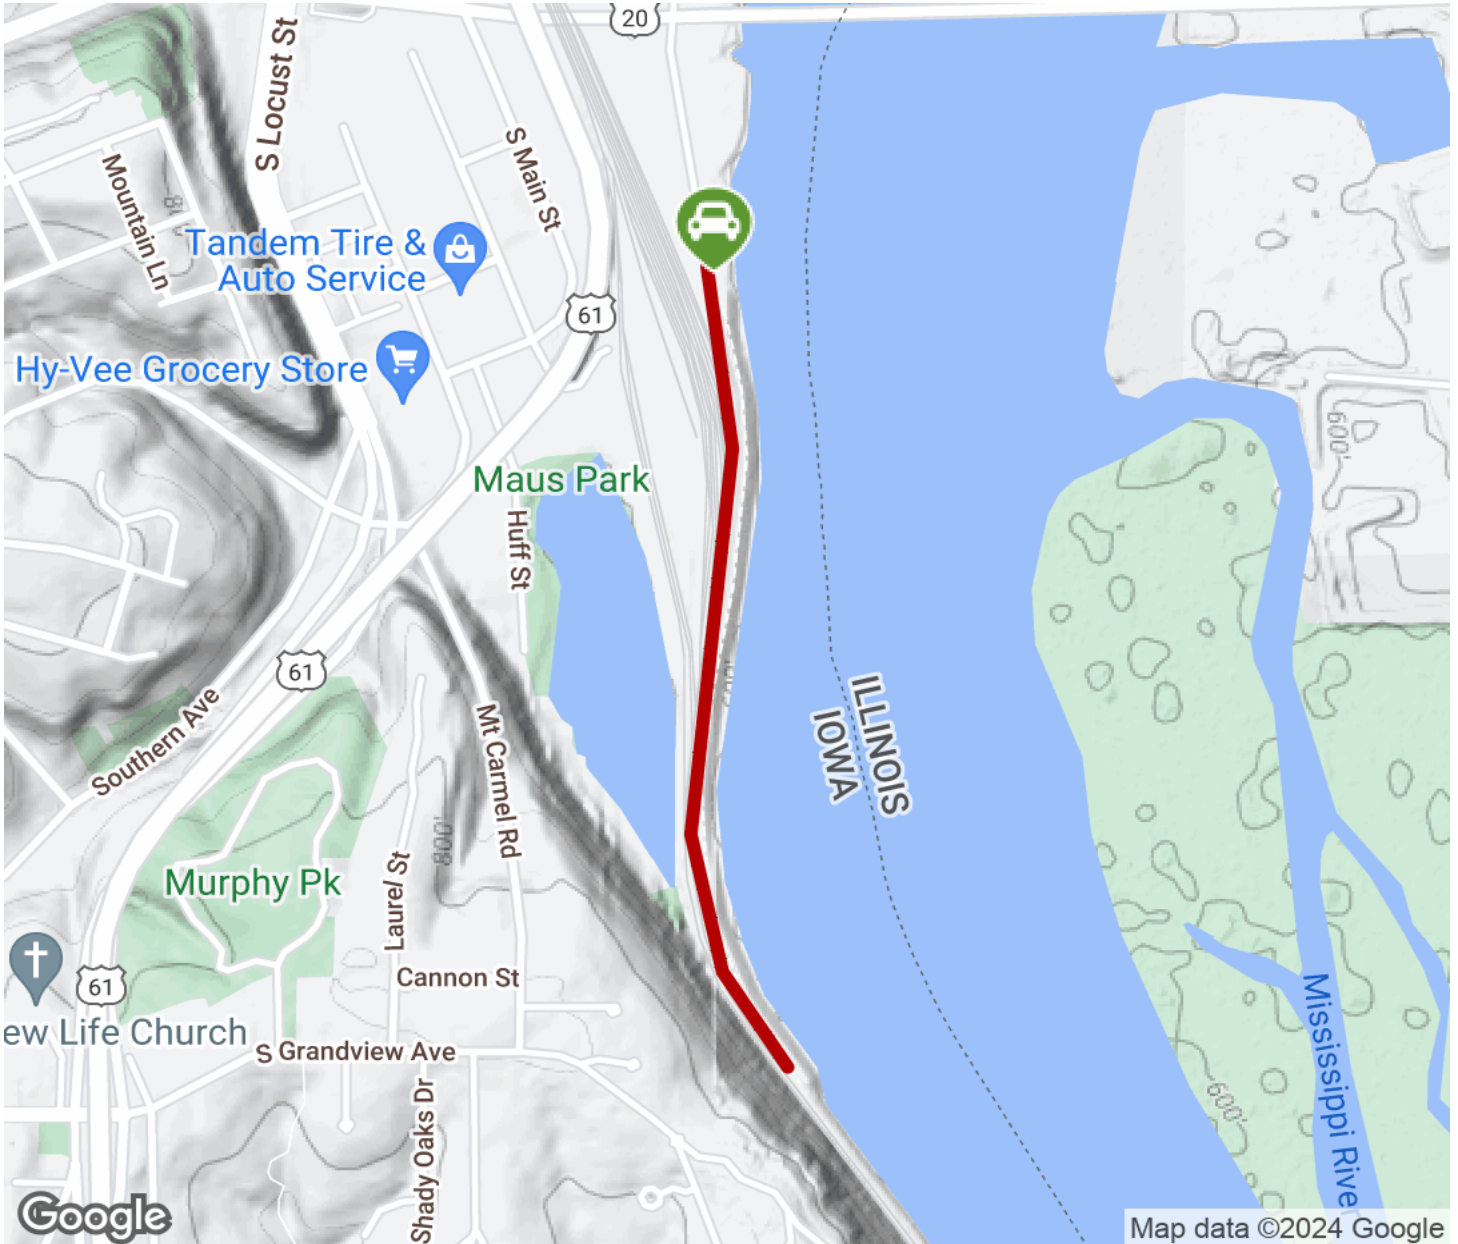 20
S Locust St
S Main St
Mountain Ln
Tandem Tire &
Auto Service
61
Hy-Vee Grocery Store
600'
Maus Park
Huff St
61
ILLINOIS
IOWA
Southern Ave
Mt Carmel Rd
800'
Murphy Pk
Laurel St
61
Cannon St
ew Life Church
S Grandview Ave
Shady Oaks Dr
600'
Mississippi River
Google
Map data ©2024 Google